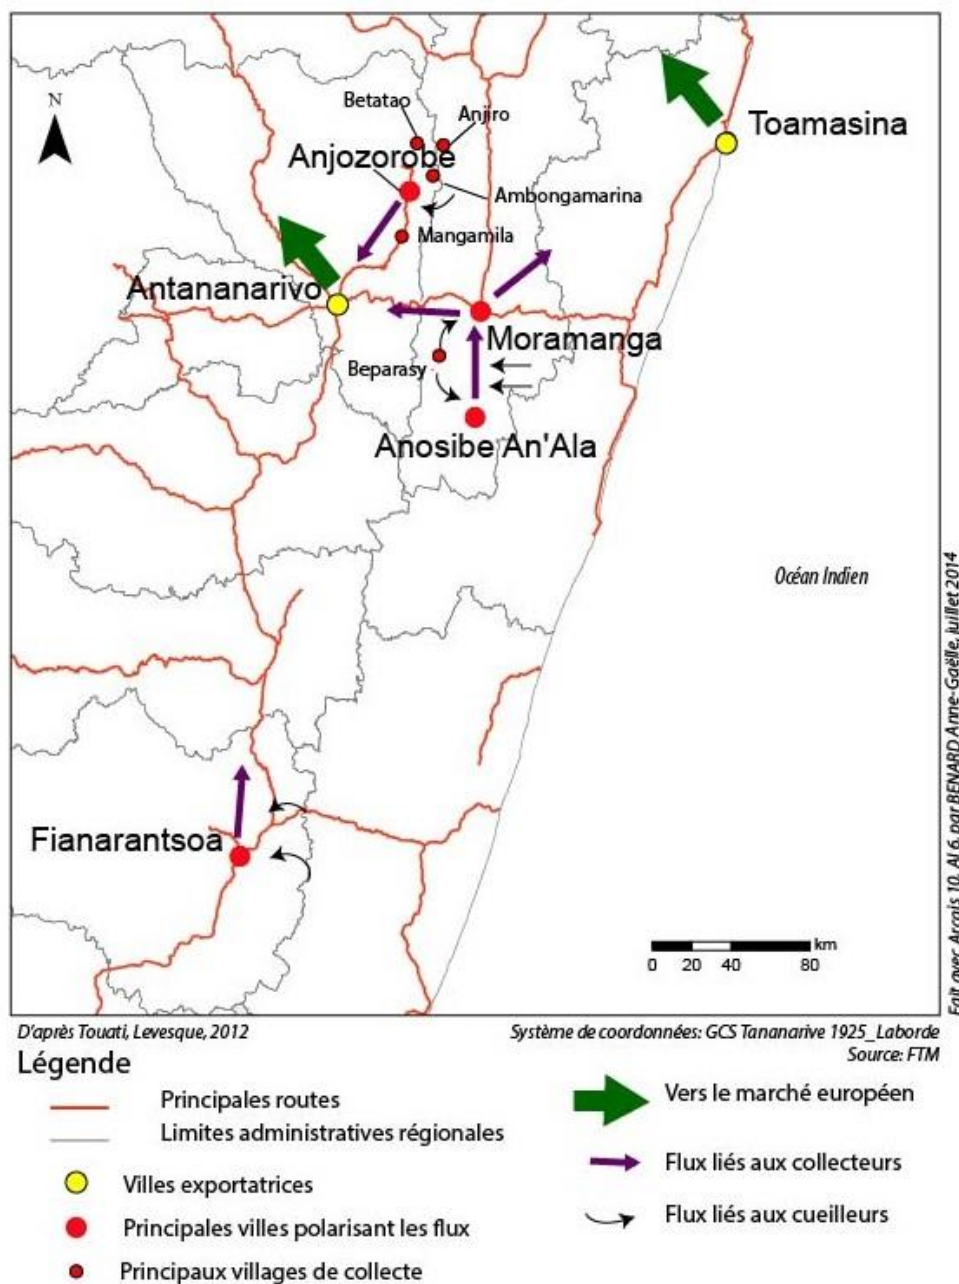 N
Betatao
Anjiro
Toamasina
Anjozorobe
Ambongamarina
Mangamila
Antananarivo
Moramanga
Beparasy
Anosibe An'Ala
Océan Indien
Fianarantsoa
km
0 20 40 80
Fait avec Arcgis 10, AI 6, par BENARD Anne-Gaëlle, juillet 2014
D'après Touati, Levesque, 2012
Système de coordonnées: GCS Tananarive 1925_Laborde
Source: FTM
Légende
Principales routes
Limites administratives régionales
Villes exportatrices
Principales villes polarisant les flux
Principaux villages de collecte
Vers le marché européen
Flux liés aux collecteurs
Flux liés aux cueilleurs